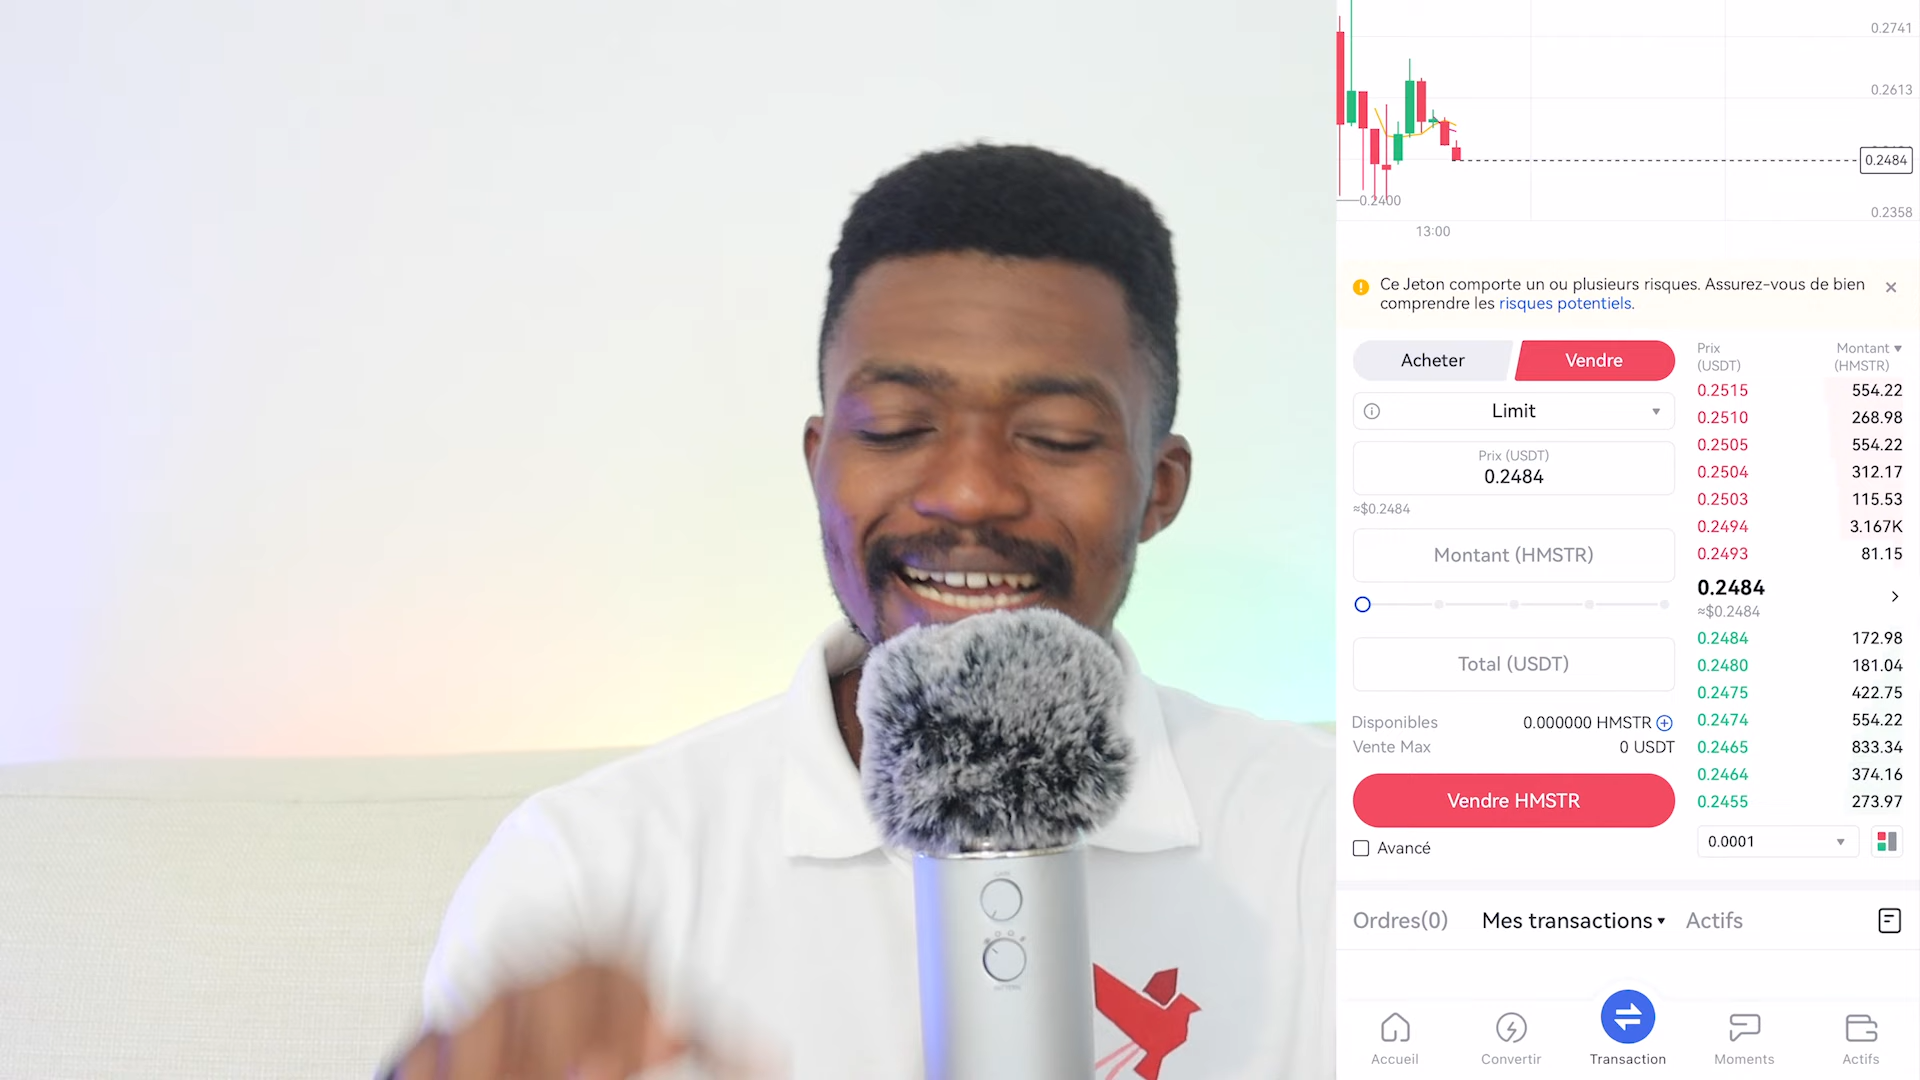 0.2741
0.2613
0.2484
0.2400
0.2358
13:00
Ce Jeton comporte un ou plusieurs risques. Assurez-vous de bien
comprendre les risques potentiels.
Acheter
Vendre
Limit
Prix (USDT)
0.2484
≈$0.2484
Montant (HMSTR)
Total (USDT)
Disponibles 0.000000 HMSTR
Vente Max 0 USDT
Vendre HMSTR
Avancé
Prix
(USDT)
Montant
(HMSTR)
0.2515 554.22
0.2510 268.98
0.2505 554.22
0.2504 312.17
0.2503 115.53
0.2494 3.167K
0.2493 81.15
0.2484
≈$0.2484
0.2484 172.98
0.2480 181.04
0.2475 422.75
0.2474 554.22
0.2465 833.34
0.2464 374.16
0.2455 273.97
0.0001
Ordres(0) Mes transactions Actifs
Accueil Convertir Transaction Moments Actifs